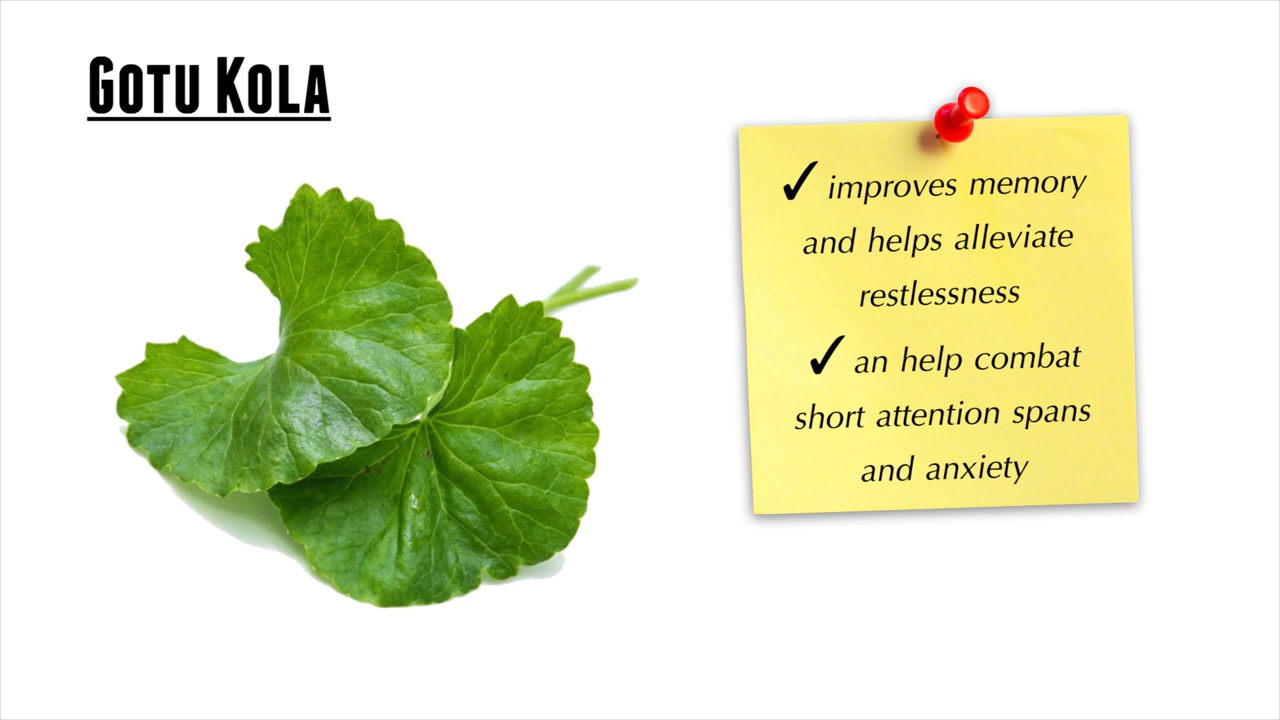 Gotu Kola
✓ improves memory
and helps alleviate
restlessness
✓ an help combat
short attention spans
and anxiety